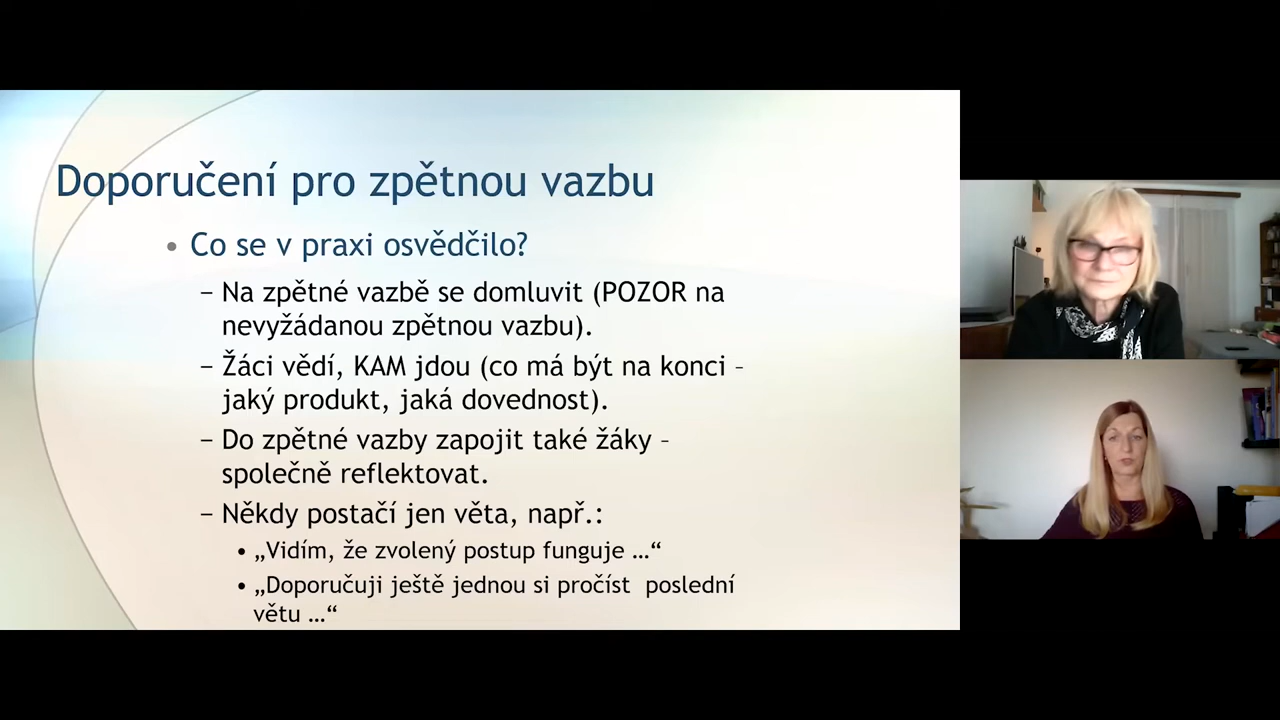 Doporučení pro zpětnou vazbu
• Co se v praxi osvědčilo?
– Na zpětné vazbě se domluvit (POZOR na
nevyžádanou zpětnou vazbu).
– Žáci vědí, KAM jdou (co má být na konci –
jaký produkt, jaká dovednost).
– Do zpětné vazby zapojit také žáky –
společně reflektovat.
– Někdy postačí jen věta, např.:
• „Vidím, že zvolený postup funguje …“
• „Doporučuji ještě jednou si pročíst  poslední
větu …“